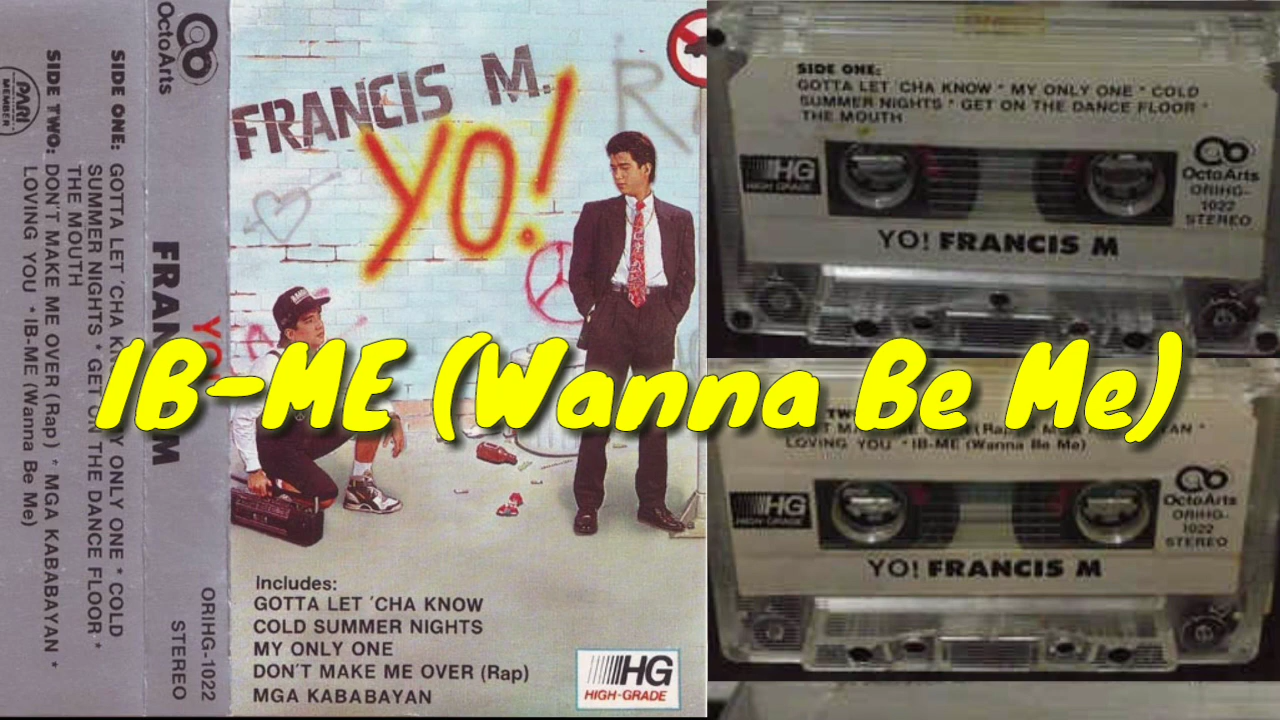 OctoArts
PARI
MEMBER
SIDE ONE: GOTTA LET 'CHA KNOW * MY ONLY ONE * COLD
SUMMER NIGHTS * GET ON THE DANCE FLOOR *
THE MOUTH
SIDE TWO: DON'T MAKE ME OVER (Rap) * MGA KABABAYAN *
LOVING YOU * IB-ME (Wanna Be Me)
YO!
FRANCIS M
ORIHG-1022
STEREO
FRANCIS M.
YO!
Includes:
GOTTA LET 'CHA KNOW
COLD SUMMER NIGHTS
MY ONLY ONE
DON'T MAKE ME OVER (Rap)
MGA KABABAYAN
HG
HIGH-GRADE
IB-ME (Wanna Be Me)
SIDE ONE:
GOTTA LET 'CHA KNOW * MY ONLY ONE * COLD
SUMMER NIGHTS * GET ON THE DANCE FLOOR *
THE MOUTH
HG
HIGH GRADE
OctoArts
ORIHG-
1022
STEREO
YO! FRANCIS M
LOVING YOU * IB-ME (Wanna Be Me)
HG
HIGH-GRADE
OctoArts
ORIHG-
1022
STEREO
YO! FRANCIS M